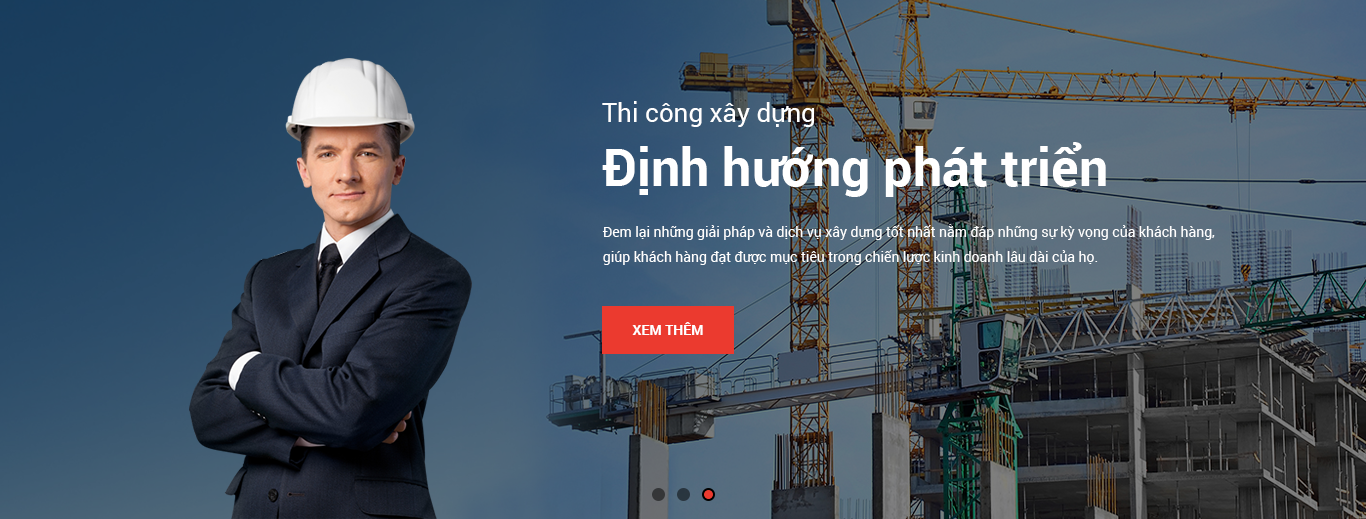 Thi công xây dựng
Định hướng phát triển
Đem lại những giải pháp và dịch vụ xây dựng tốt nhất nằm đáp những sự kỳ vọng của khách hàng,
giúp khách hàng đạt được mục tiêu trong chiến lược kinh doanh lâu dài của họ.
XEM THÊM